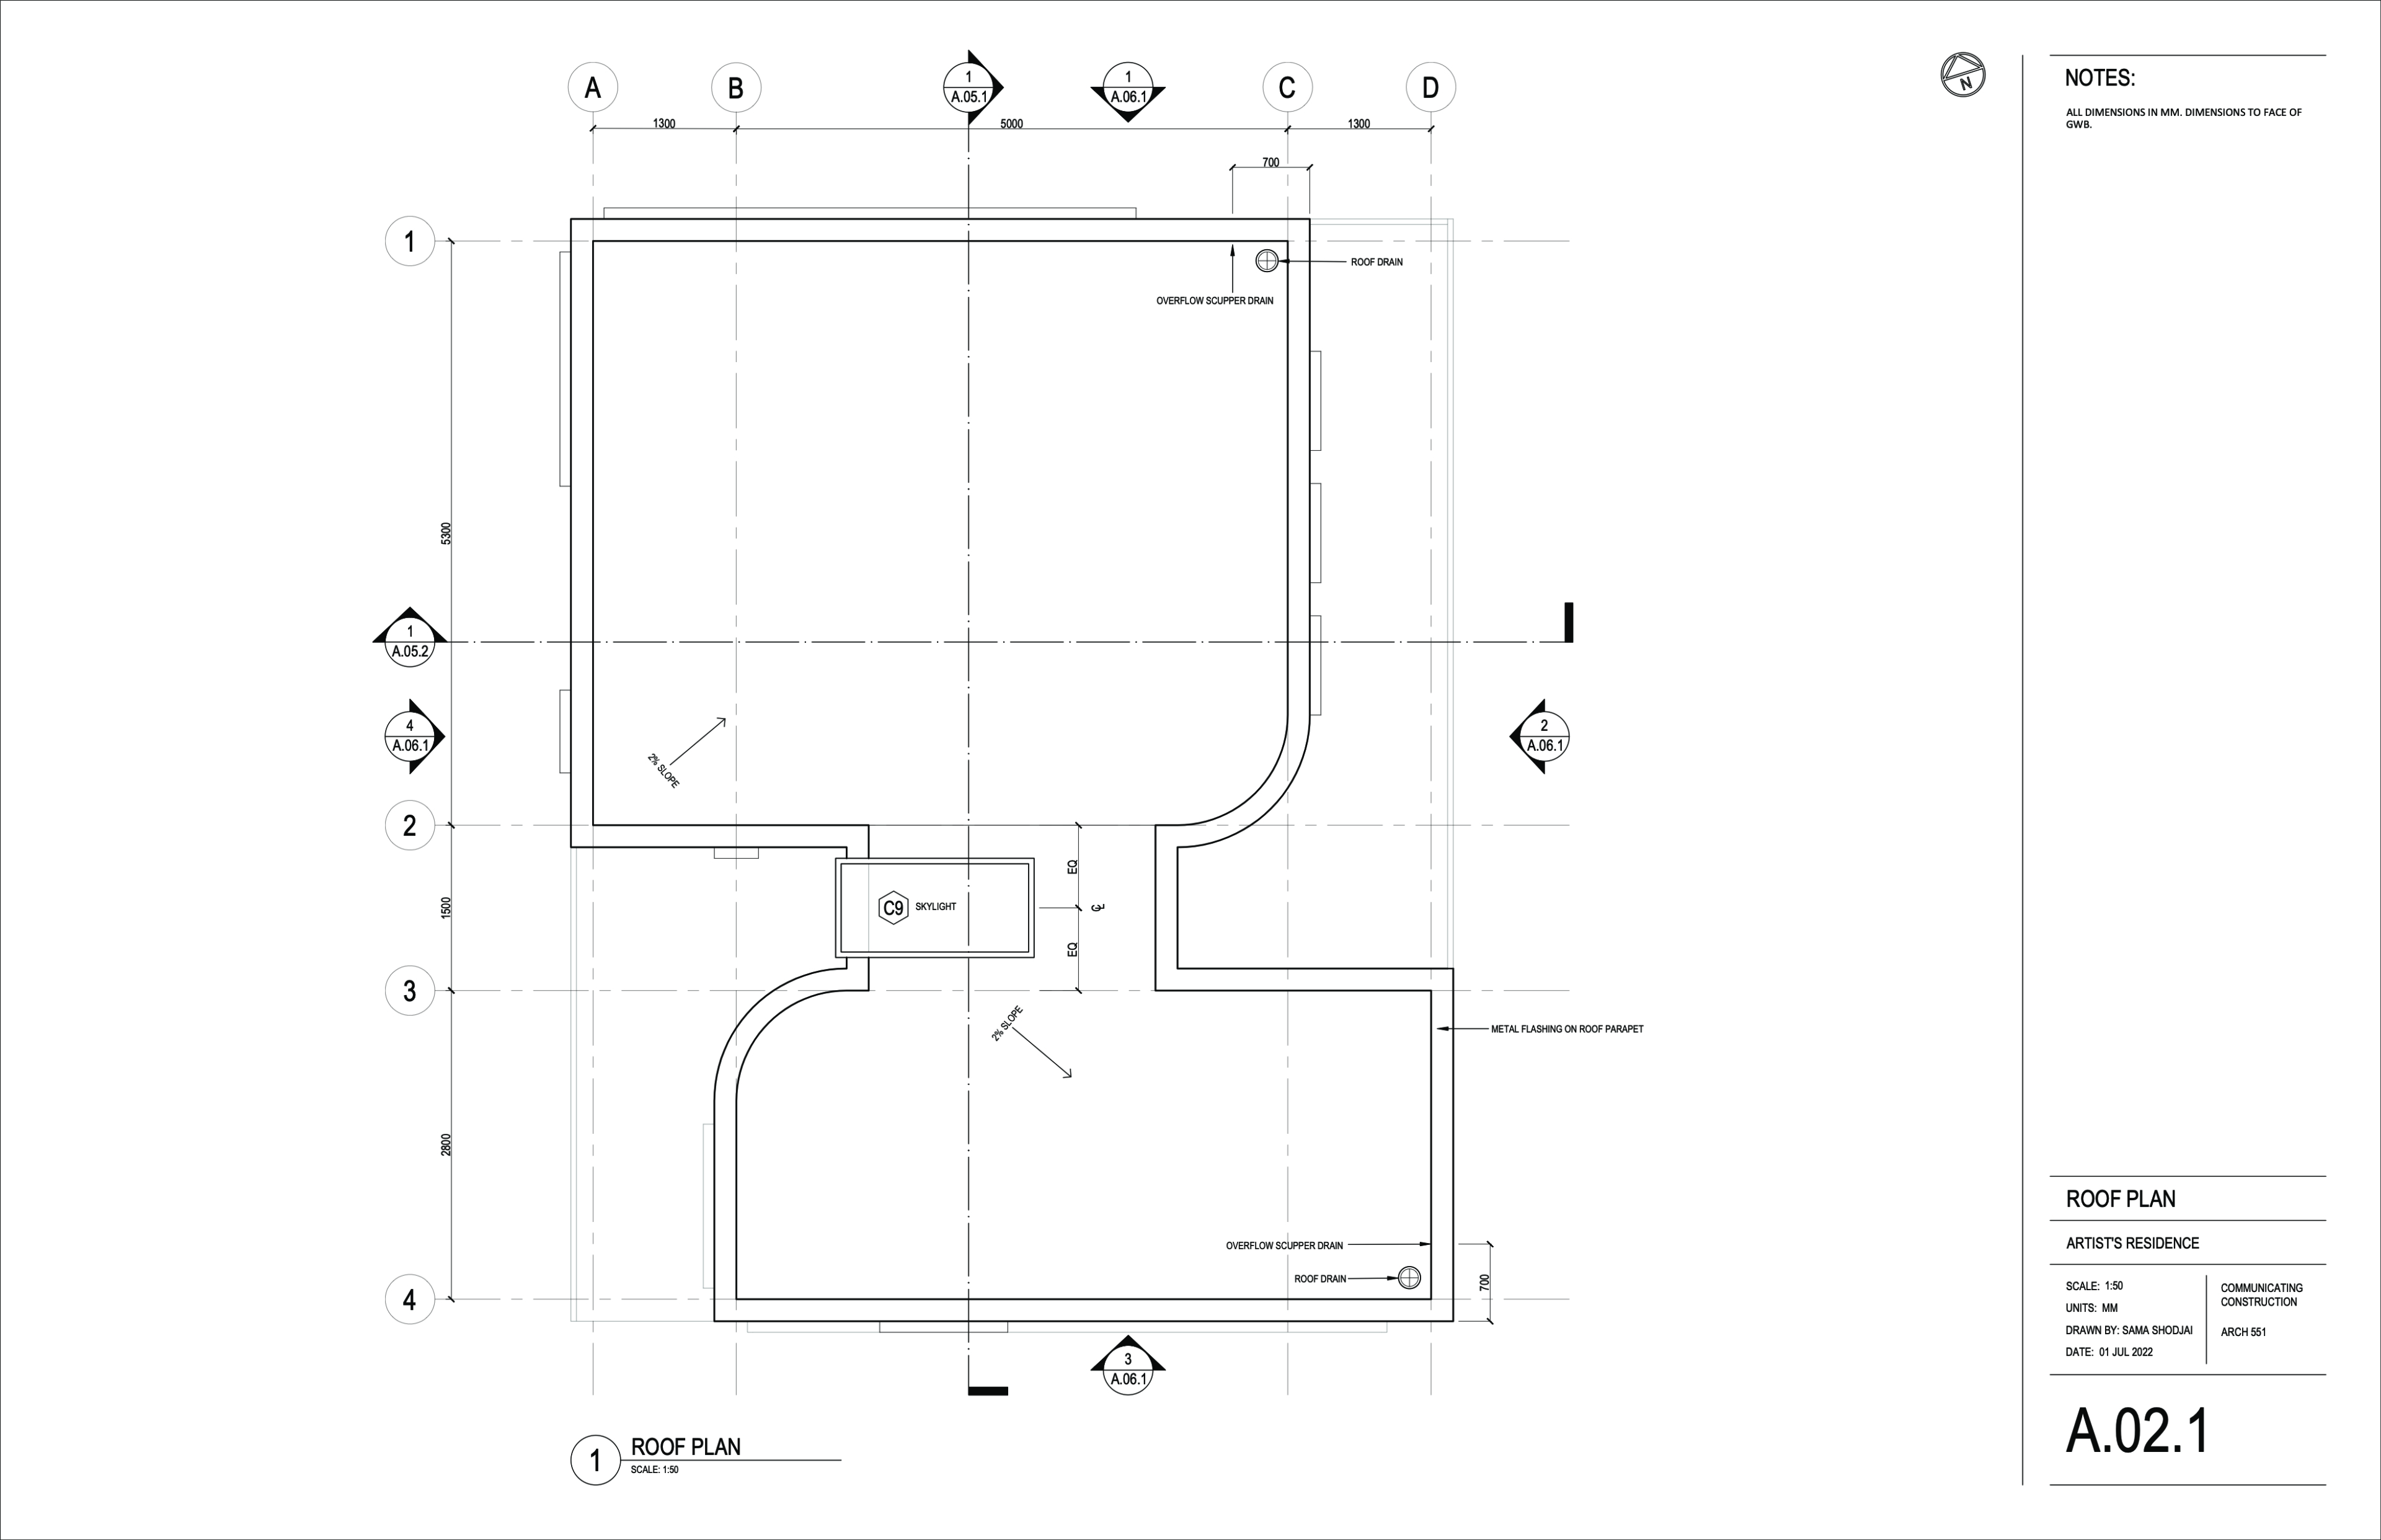 A
B
1
A.05.1
1
A.06.1
C
D
N
NOTES:
ALL DIMENSIONS IN MM. DIMENSIONS TO FACE OF
GWB.
1300
5000
1300
700
1
ROOF DRAIN
OVERFLOW SCUPPER DRAIN
5300
1
A.05.2
4
A.06.1
2
A.06.1
2% SLOPE
2
EQ
1500
C9
SKYLIGHT
℄
EQ
3
2% SLOPE
METAL FLASHING ON ROOF PARAPET
2800
OVERFLOW SCUPPER DRAIN
ROOF DRAIN
700
4
3
A.06.1
1
ROOF PLAN
SCALE: 1:50
ROOF PLAN
ARTIST'S RESIDENCE
SCALE: 1:50
UNITS: MM
DRAWN BY: SAMA SHODJAI
DATE: 01 JUL 2022
COMMUNICATING
CONSTRUCTION
ARCH 551
A.02.1